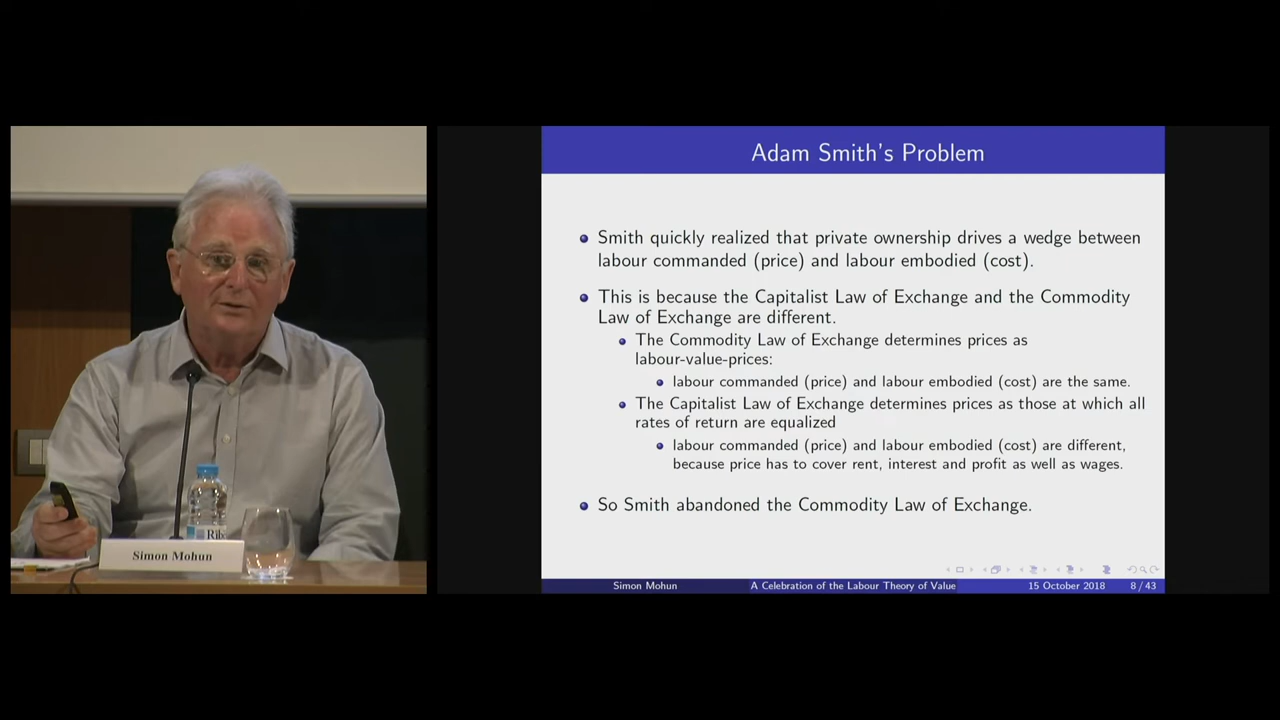 Adam Smith's Problem
Smith quickly realized that private ownership drives a wedge between
labour commanded (price) and labour embodied (cost).
This is because the Capitalist Law of Exchange and the Commodity
Law of Exchange are different.
The Commodity Law of Exchange determines prices as
labour-value-prices:
labour commanded (price) and labour embodied (cost) are the same.
The Capitalist Law of Exchange determines prices as those at which all
rates of return are equalized
labour commanded (price) and labour embodied (cost) are different,
because price has to cover rent, interest and profit as well as wages.
So Smith abandoned the Commodity Law of Exchange.
Simon Mohun A Celebration of the Labour Theory of Value 15 October 2018 8 / 43
Simon Mohun